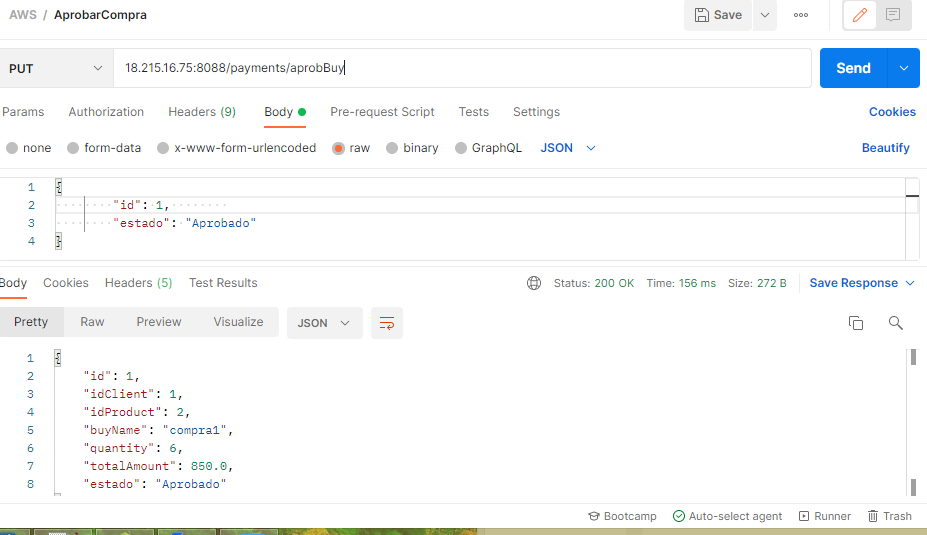 AWS / AprobarCompra Save
PUT 18.215.16.75:8088/payments/aprobBuy Send
Params Authorization Headers (9) Body Pre-request Script Tests Settings Cookies
none form-data x-www-form-urlencoded raw binary GraphQL JSON Beautify
1 {
2 "id": 1,
3 "estado": "Aprobado"
4 }
Body Cookies Headers (5) Test Results Status: 200 OK Time: 156 ms Size: 272 B Save Response
Pretty Raw Preview Visualize JSON
1 {
2 "id": 1,
3 "idClient": 1,
4 "idProduct": 2,
5 "buyName": "compra1",
6 "quantity": 6,
7 "totalAmount": 850.0,
8 "estado": "Aprobado"
Bootcamp Auto-select agent Runner Trash